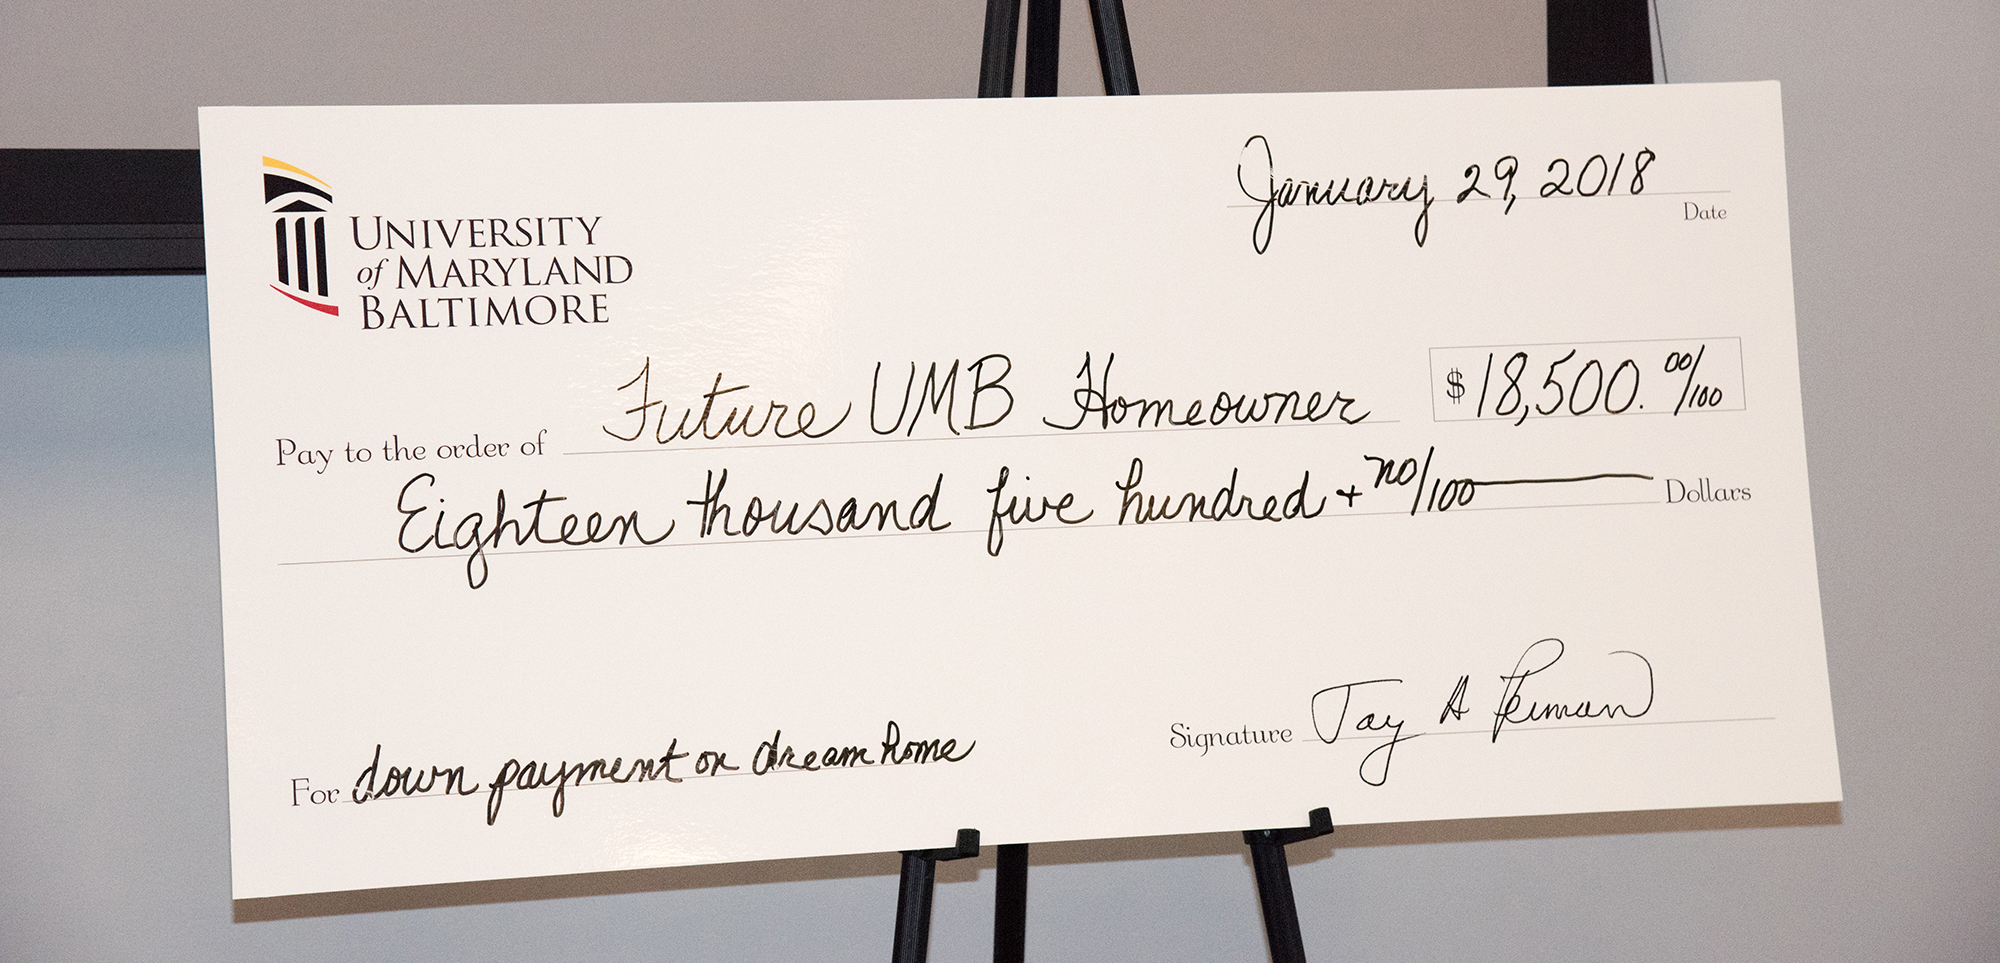 UNIVERSITY
of MARYLAND
BALTIMORE
January 29, 2018
Date
Pay to the order of Future UMB Homeowner $18,500. 00/100
Eighteen thousand five hundred + no/100 Dollars
For down payment on dream home
Signature Jay A Perman